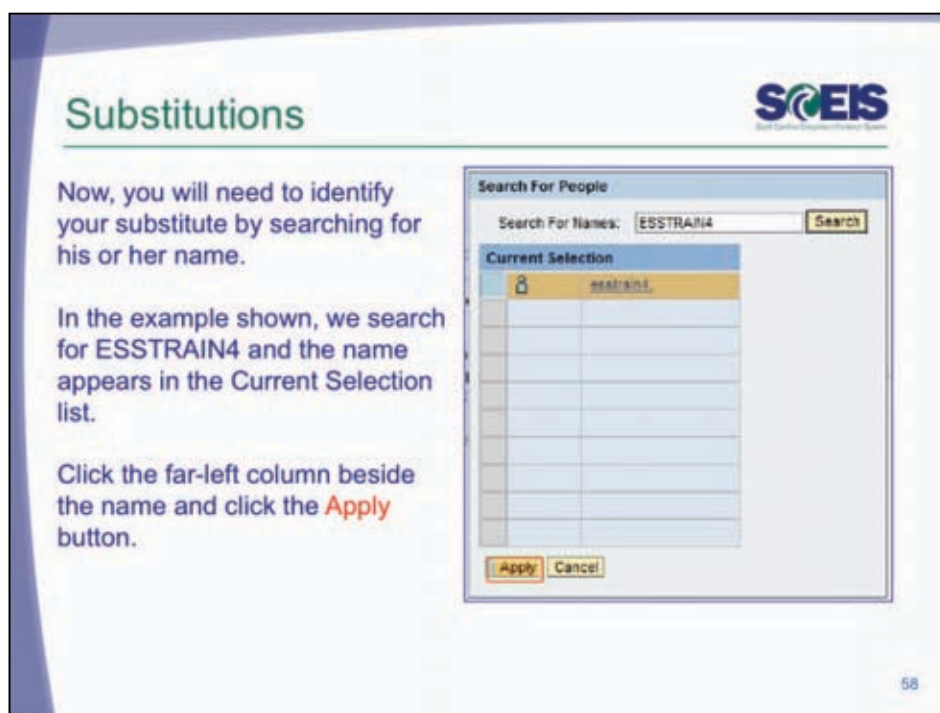 Substitutions
SCEIS
Now, you will need to identify
your substitute by searching for
his or her name.
In the example shown, we search
for ESSTRAIN4 and the name
appears in the Current Selection
list.
Click the far-left column beside
the name and click the Apply
button.
Search For People
Search For Names: ESSTRAIN4 Search
Current Selection
esstrain4,
Apply Cancel
58